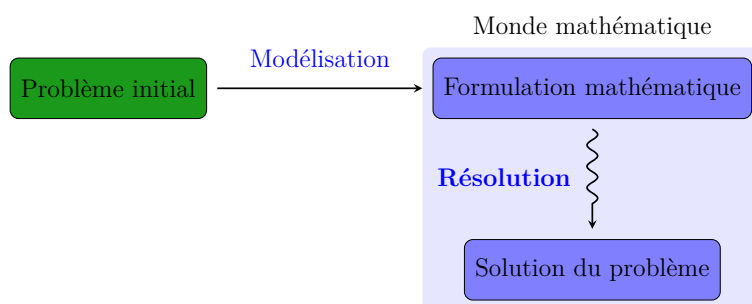 Monde mathématique
Modélisation
Problème initial
Formulation mathématique
Résolution
Solution du problème